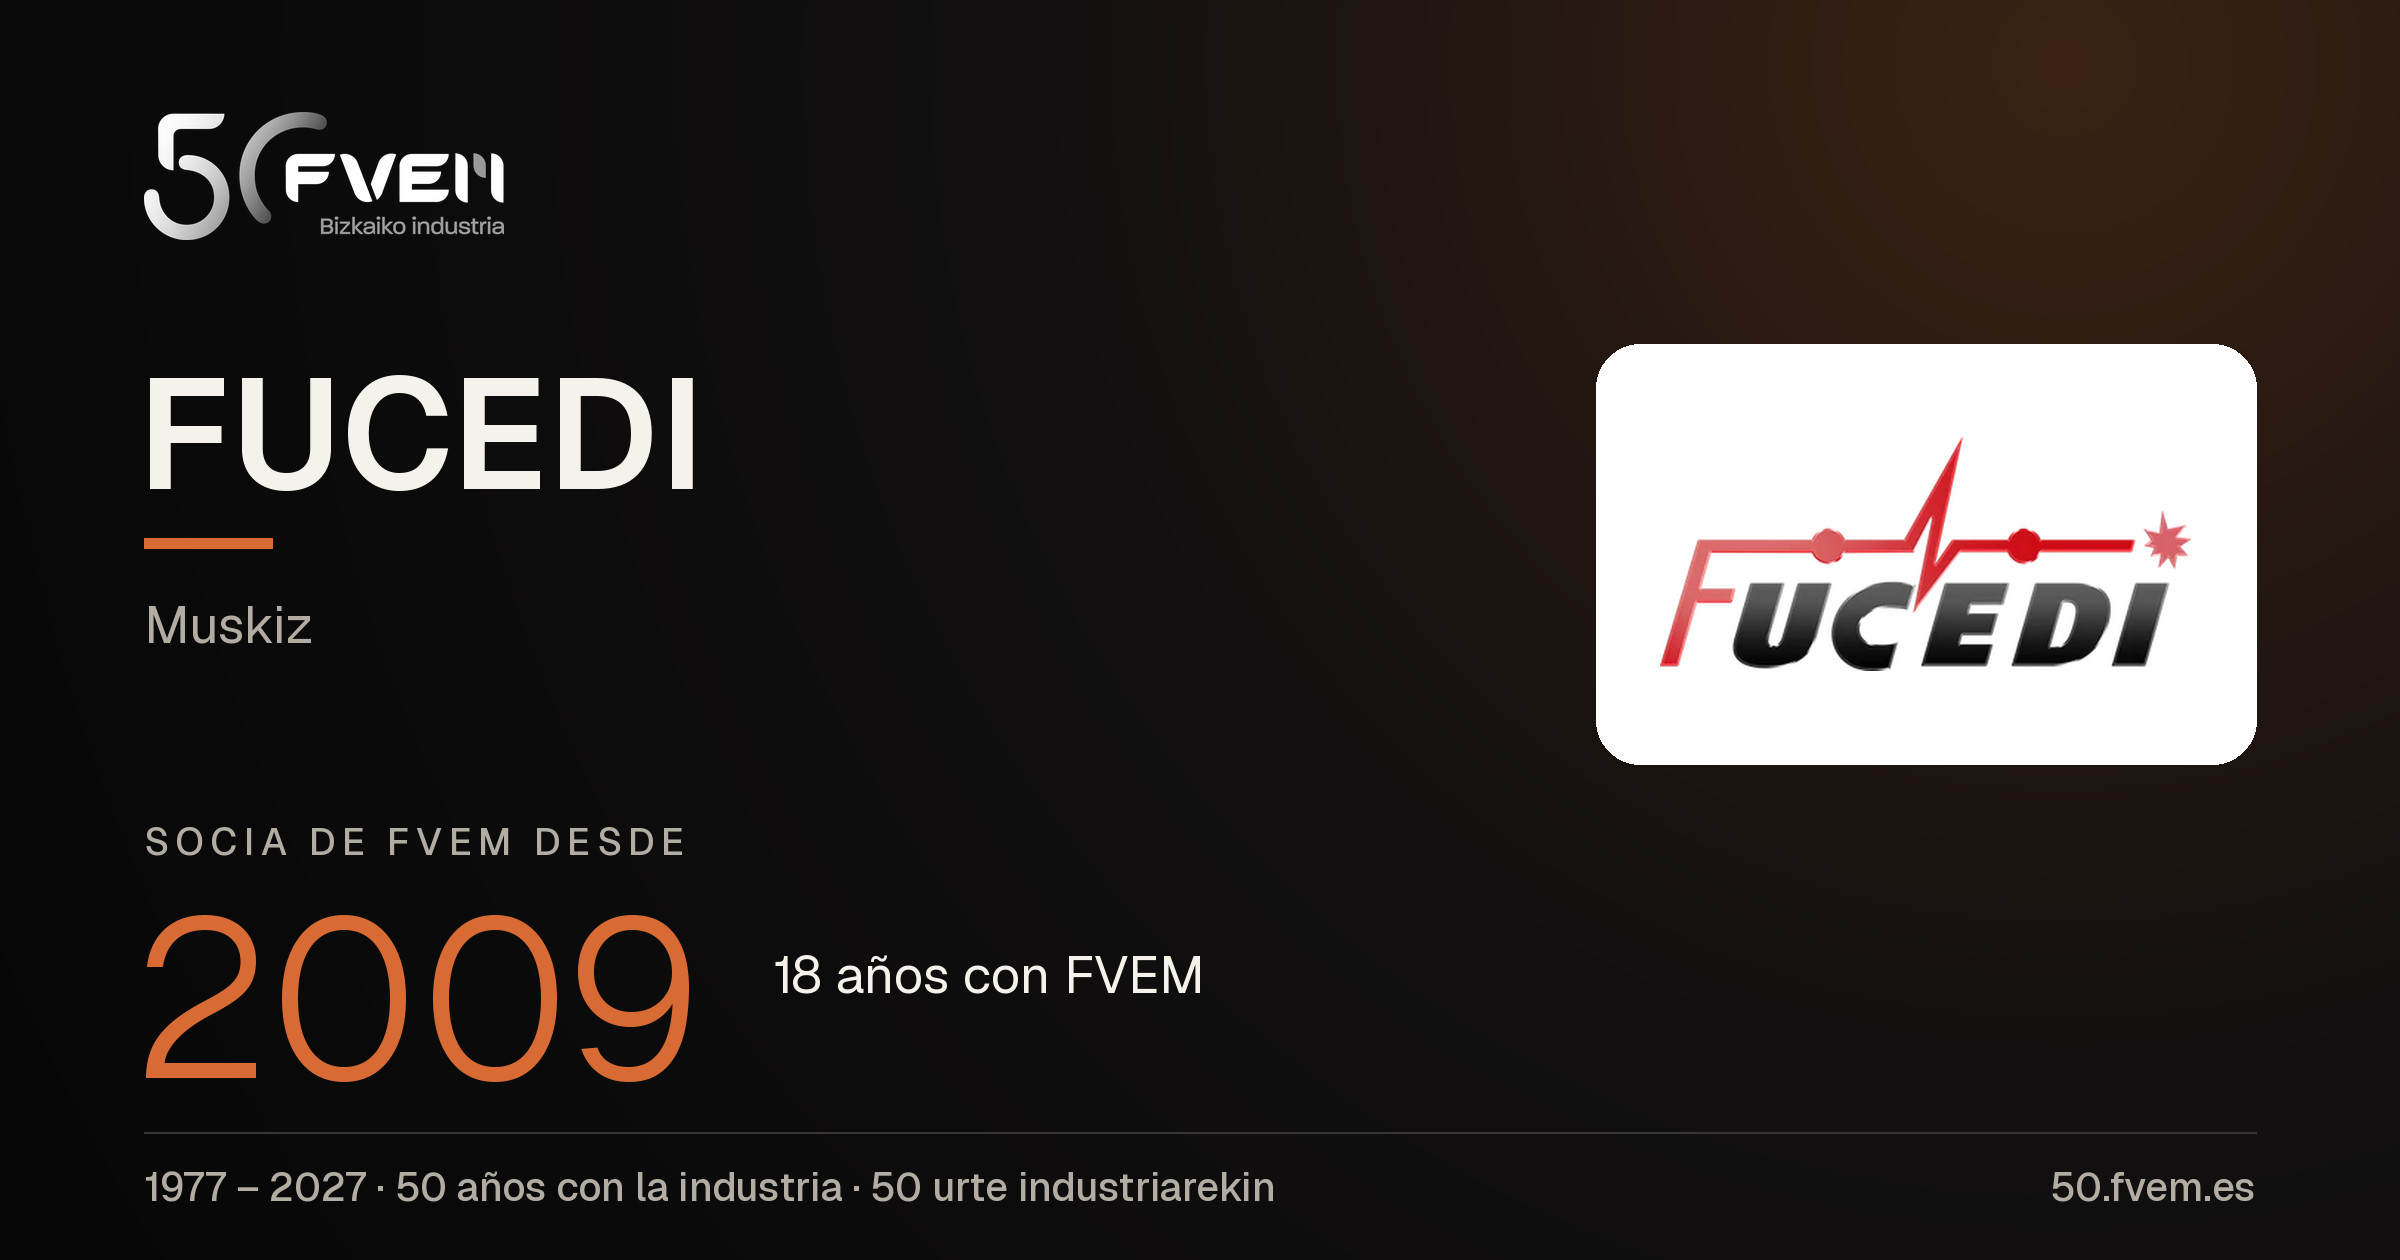 50 FVEM
Bizkaiko industria
FUCEDI
Muskiz
FUCEDI
SOCIA DE FVEM DESDE
2009
18 años con FVEM
1977 – 2027 · 50 años con la industria · 50 urte industriarekin
50.fvem.es